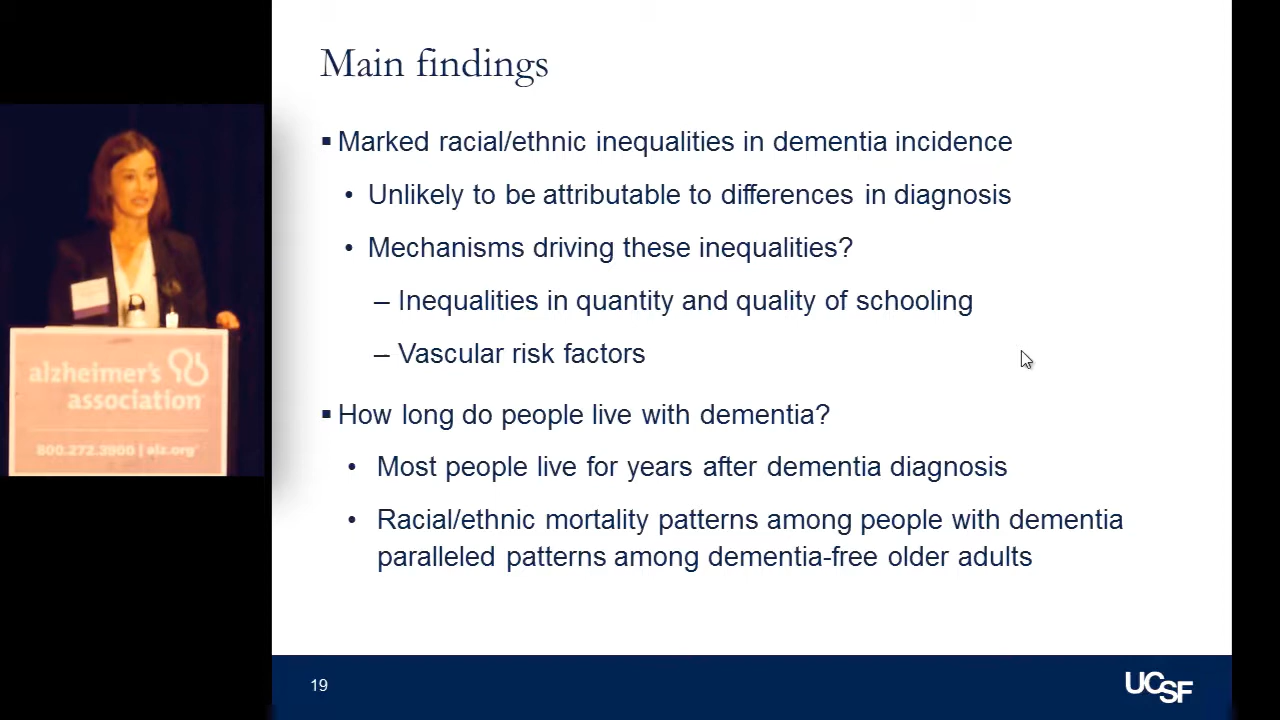 Main findings
▪ Marked racial/ethnic inequalities in dementia incidence
• Unlikely to be attributable to differences in diagnosis
• Mechanisms driving these inequalities?
– Inequalities in quantity and quality of schooling
– Vascular risk factors
▪ How long do people live with dementia?
• Most people live for years after dementia diagnosis
• Racial/ethnic mortality patterns among people with dementia
paralleled patterns among dementia-free older adults
19
UCSF
alzheimer's
association
800.272.3900 | alz.org